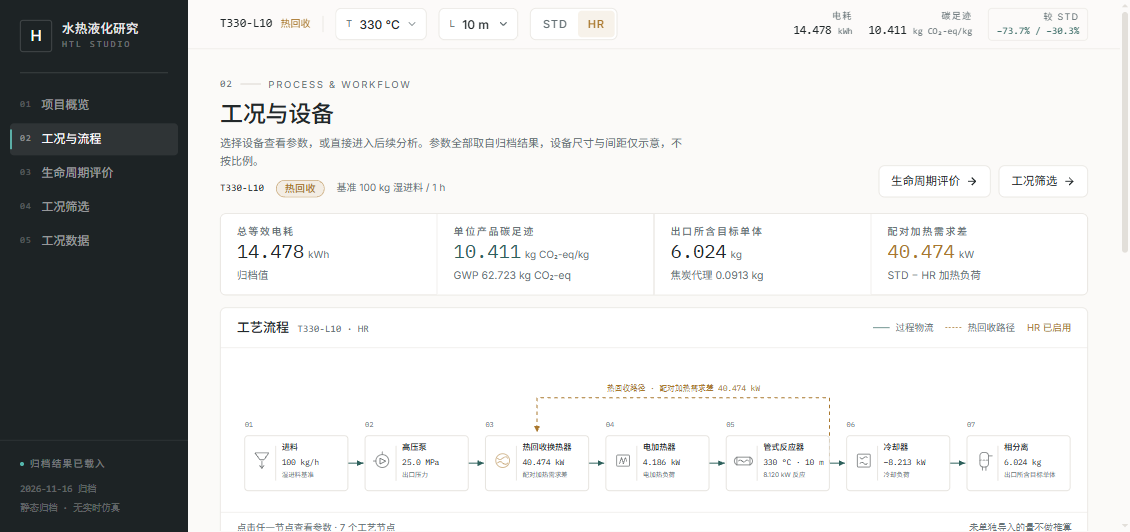 H
水热液化研究
HTL STUDIO
01 项目概览
02 工况与流程
03 生命周期评价
04 工况筛选
05 工况数据
归档结果已载入
2026-11-16 归档
静态归档 · 无实时仿真
T330-L10 热回收
T 330 °C
L 10 m
STD HR
电耗
14.478 kWh
碳足迹
10.411 kg CO₂-eq/kg
较 STD
−73.7% / −30.3%
02 PROCESS & WORKFLOW
工况与设备
选择设备查看参数，或直接进入后续分析。参数全部取自归档结果，设备尺寸与间距仅示意，不
按比例。
T330-L10 热回收 基准 100 kg 湿进料 / 1 h
生命周期评价 →
工况筛选 →
总等效电耗
14.478 kWh
归档值
单位产品碳足迹
10.411 kg CO₂-eq/kg
GWP 62.723 kg CO₂-eq
出口所含目标单体
6.024 kg
焦炭代理 0.0913 kg
配对加热需求差
40.474 kW
STD − HR 加热负荷
工艺流程 T330-L10 · HR
过程物流
热回收路径
HR 已启用
热回收路径 · 配对加热需求差 40.474 kW
01
进料
100 kg/h
湿进料基准
02
高压泵
25.0 MPa
出口压力
03
热回收换热器
40.474 kW
配对加热需求差
04
电加热器
4.186 kW
电加热负荷
05
管式反应器
330 °C · 10 m
8.120 kW 反应
06
冷却器
−8.213 kW
冷却负荷
07
相分离
6.024 kg
出口所含目标单体
点击任一节点查看参数 · 7 个工艺节点
未单独导入的量不做推算